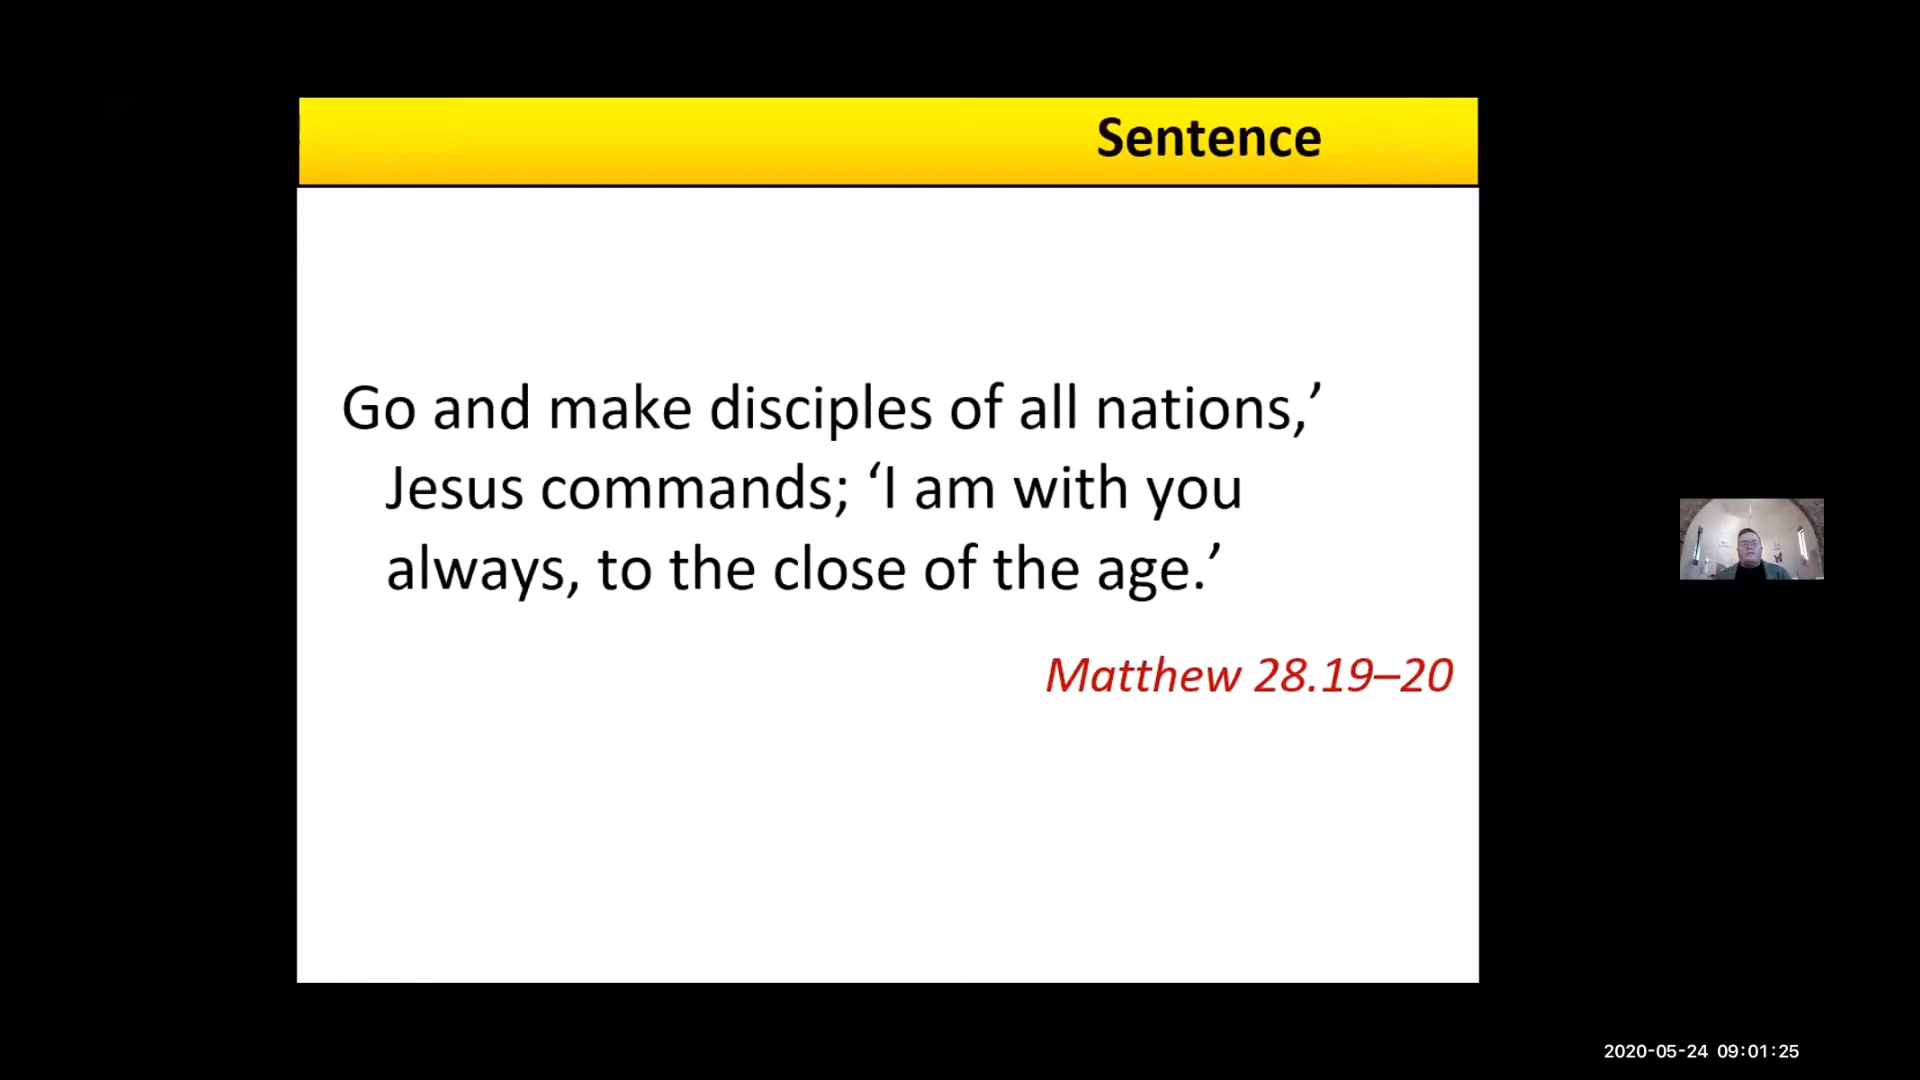 Sentence
Go and make disciples of all nations,’
Jesus commands; ‘I am with you
always, to the close of the age.’
Matthew 28.19–20
2020-05-24 09:01:25